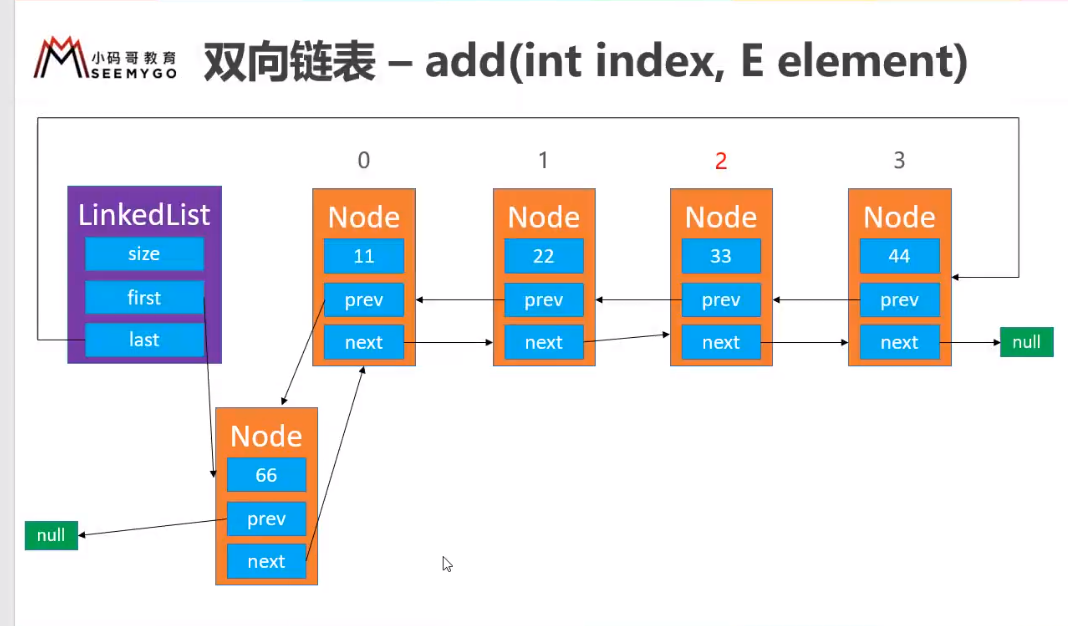 小码哥教育
SEEMYGO
双向链表 – add(int index, E element)
0
1
2
3
LinkedList
size
first
last
Node
11
prev
next
Node
22
prev
next
Node
33
prev
next
Node
44
prev
next
null
Node
66
prev
next
null